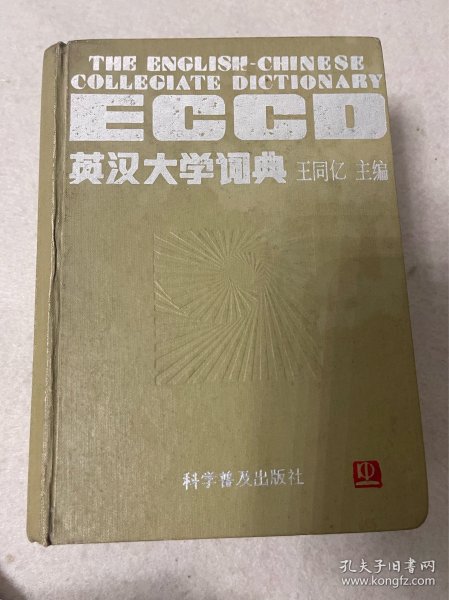 THE ENGLISH-CHINESE
COLLEGIATE DICTIONARY
ECCD
英汉大学词典 王同亿 主编
科学普及出版社
孔夫子旧书网
www.kongfz.com